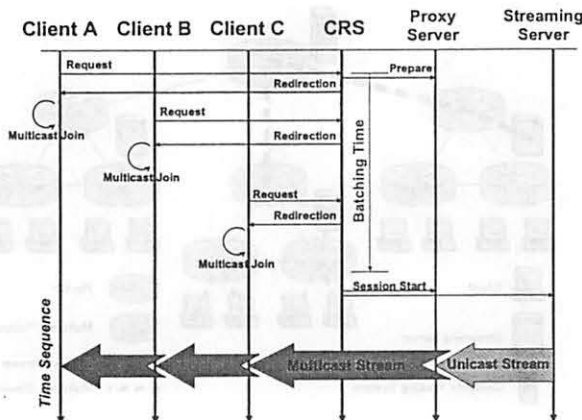 Client A Client B Client C CRS Proxy Server Streaming Server
Request
Prepare
Redirection
Multicast Join
Request
Redirection
Multicast Join
Batching Time
Request
Redirection
Multicast Join
Session Start
Time Sequence
Multicast Stream
Unicast Stream